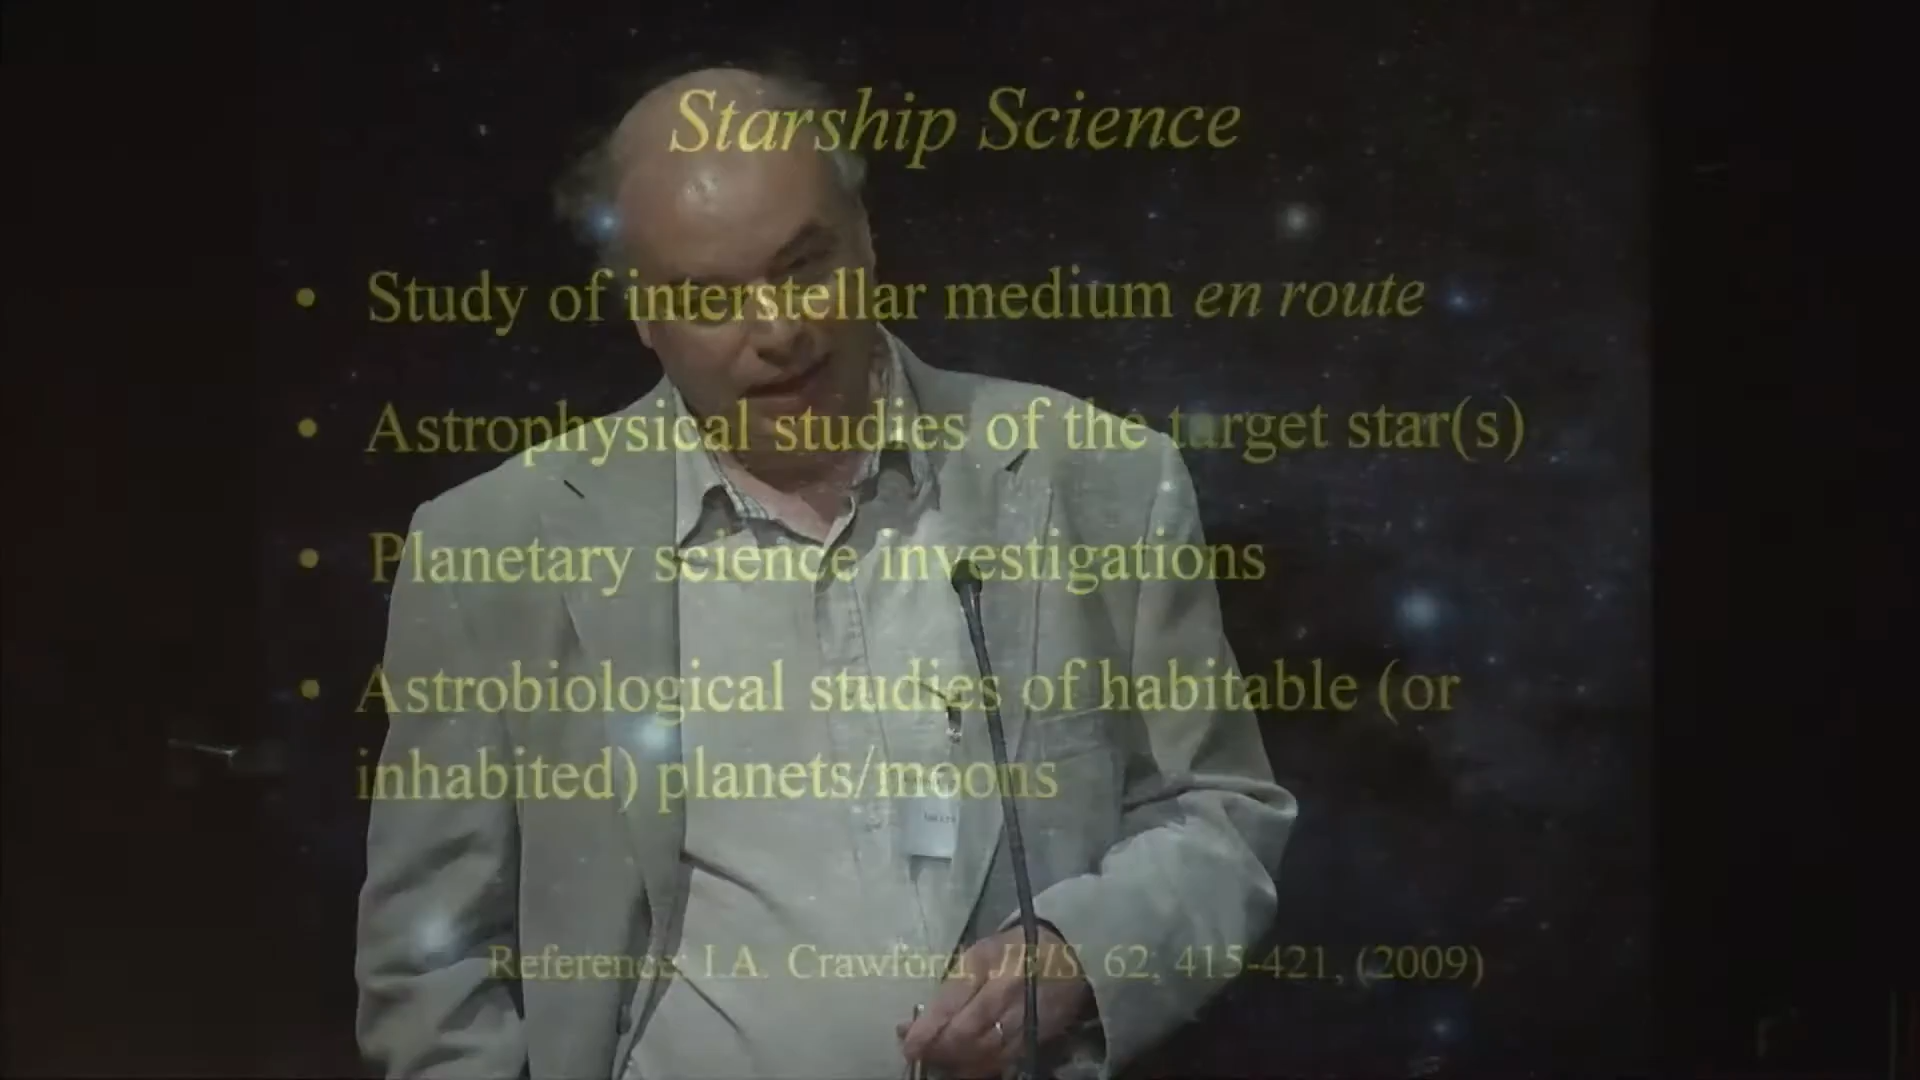 Starship Science
• Study of interstellar medium en route
• Astrophysical studies of the target star(s)
• Planetary science investigations
• Astrobiological studies of habitable (or
inhabited) planets/moons
Reference: I.A. Crawford, JBIS, 62, 415-421, (2009)